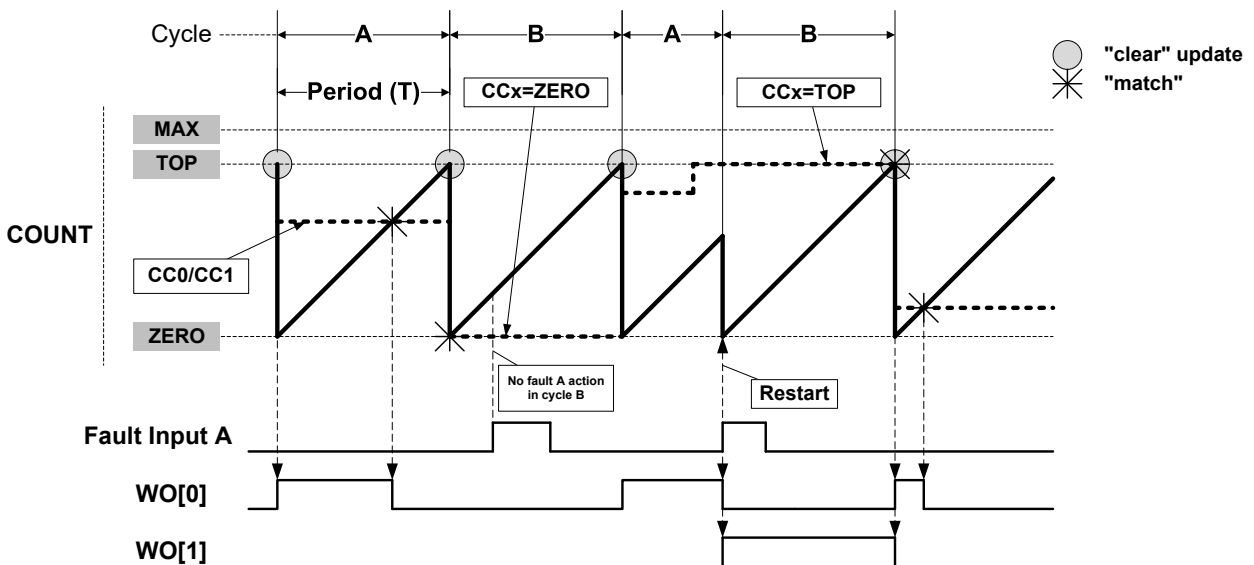 Cycle A B A B
"clear" update
"match"
Period (T)
CCx=ZERO
CCx=TOP
MAX
TOP
COUNT
CC0/CC1
ZERO
No fault A action
in cycle B
Restart
Fault Input A
WO[0]
WO[1]